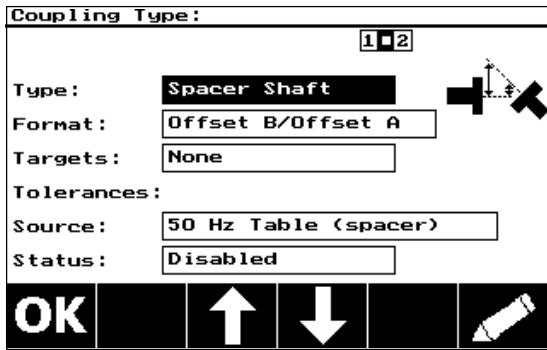 Coupling Type:
1 2
Type: Spacer Shaft
Format: Offset B/Offset A
Targets: None
Tolerances:
Source: 50 Hz Table (spacer)
Status: Disabled
OK